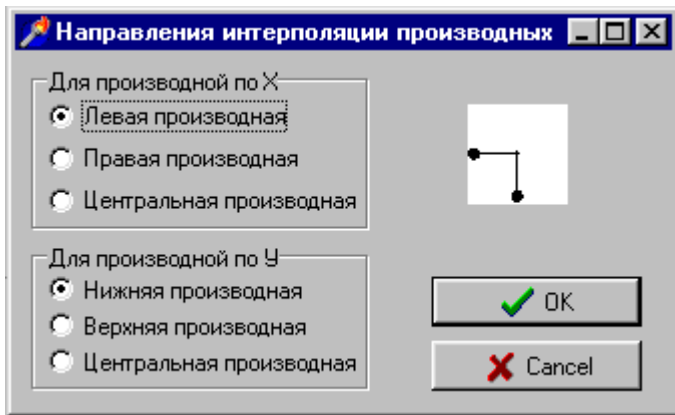 Направления интерполяции производных
Для производной по X
Левая производная
Правая производная
Центральная производная
Для производной по У
Нижняя производная
Верхняя производная
Центральная производная
OK
Cancel